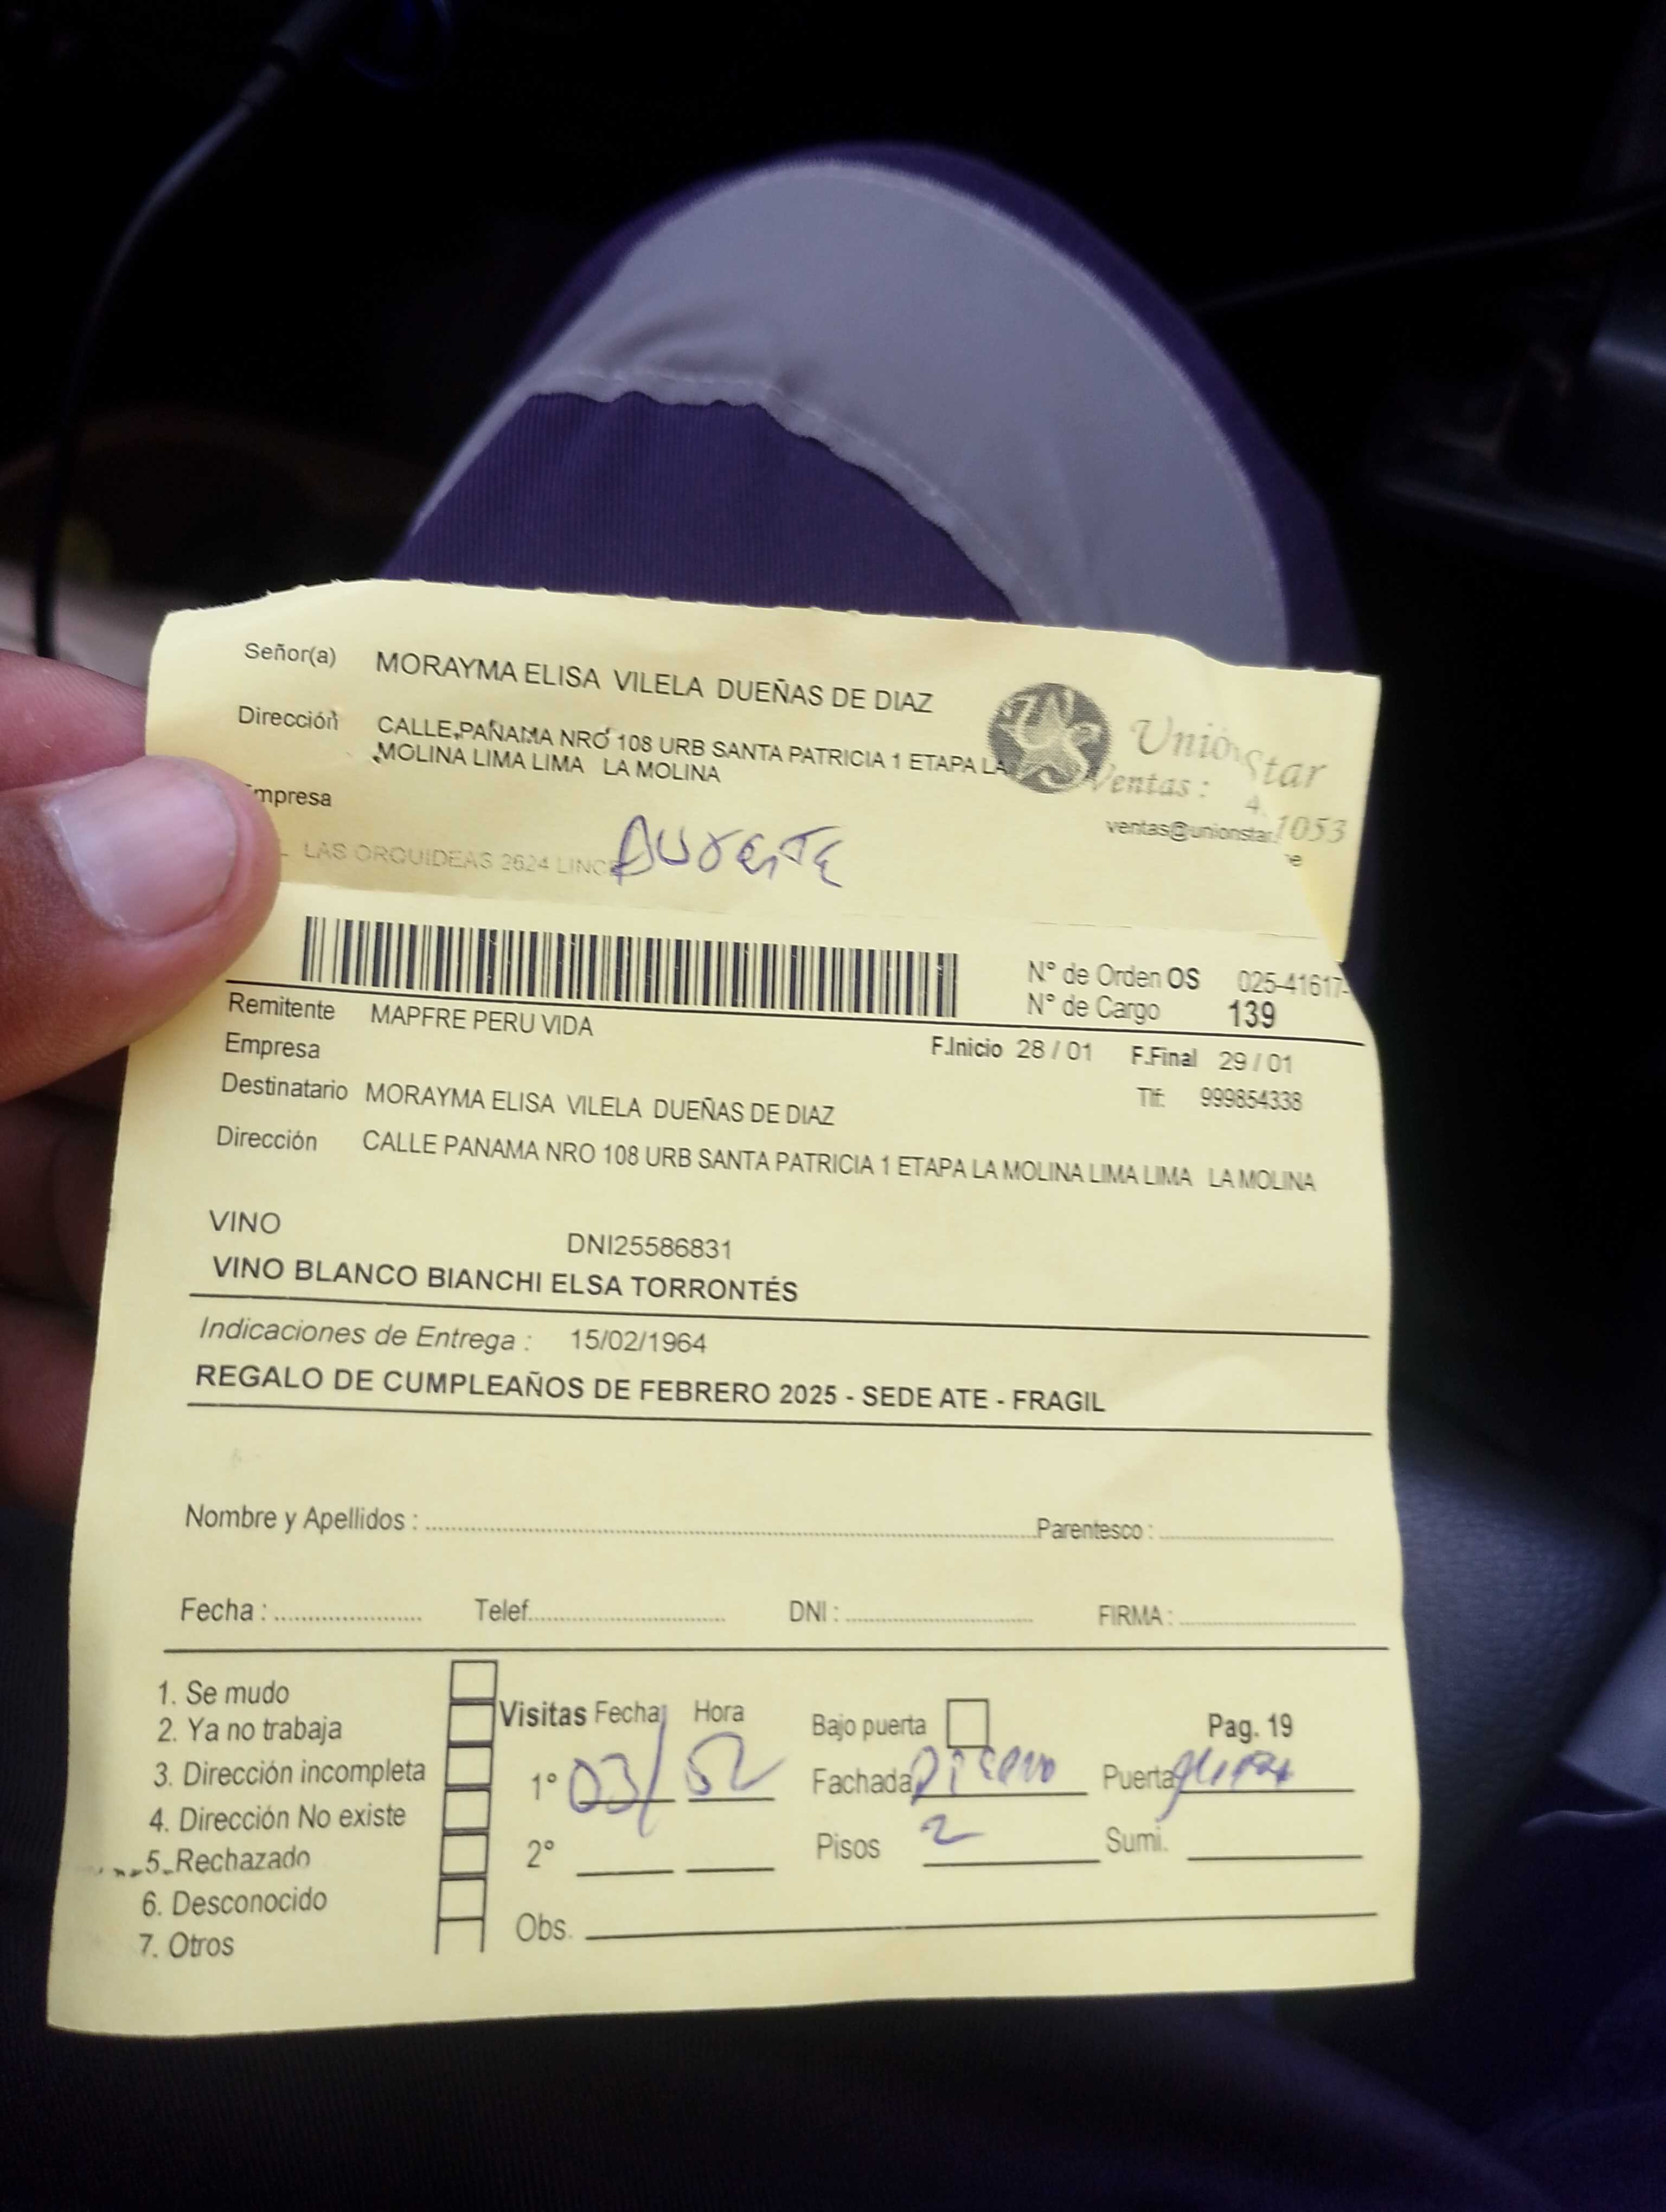 Señor(a) MORAYMA ELISA VILELA DUEÑAS DE DIAZ
Dirección CALLE PANAMA NRO 108 URB SANTA PATRICIA 1 ETAPA LA
MOLINA LIMA LIMA LA MOLINA
Union Star
Ventas :
1053
ventas@unionstar
mpresa
LAS ORQUIDEAS 2624 LINC
AUSENTE
N° de Orden OS 025-41617-
N° de Cargo 139
Remitente MAPFRE PERU VIDA
Empresa
F.Inicio 28 / 01 F.Final 29 / 01
Destinatario MORAYMA ELISA VILELA DUEÑAS DE DIAZ
Tlf: 999854338
Dirección CALLE PANAMA NRO 108 URB SANTA PATRICIA 1 ETAPA LA MOLINA LIMA LIMA LA MOLINA
VINO
DNI25586831
VINO BLANCO BIANCHI ELSA TORRONTÉS
Indicaciones de Entrega : 15/02/1964
REGALO DE CUMPLEAÑOS DE FEBRERO 2025 - SEDE ATE - FRAGIL
Nombre y Apellidos : Parentesco :
Fecha : Telef. DNI : FIRMA :
1. Se mudo
2. Ya no trabaja
3. Dirección incompleta
4. Dirección No existe
5. Rechazado
6. Desconocido
7. Otros
Visitas Fecha Hora
1° 03/ 52
2°
Obs.
Bajo puerta Pag. 19
Fachada Puerta
Pisos 2 Sumi.